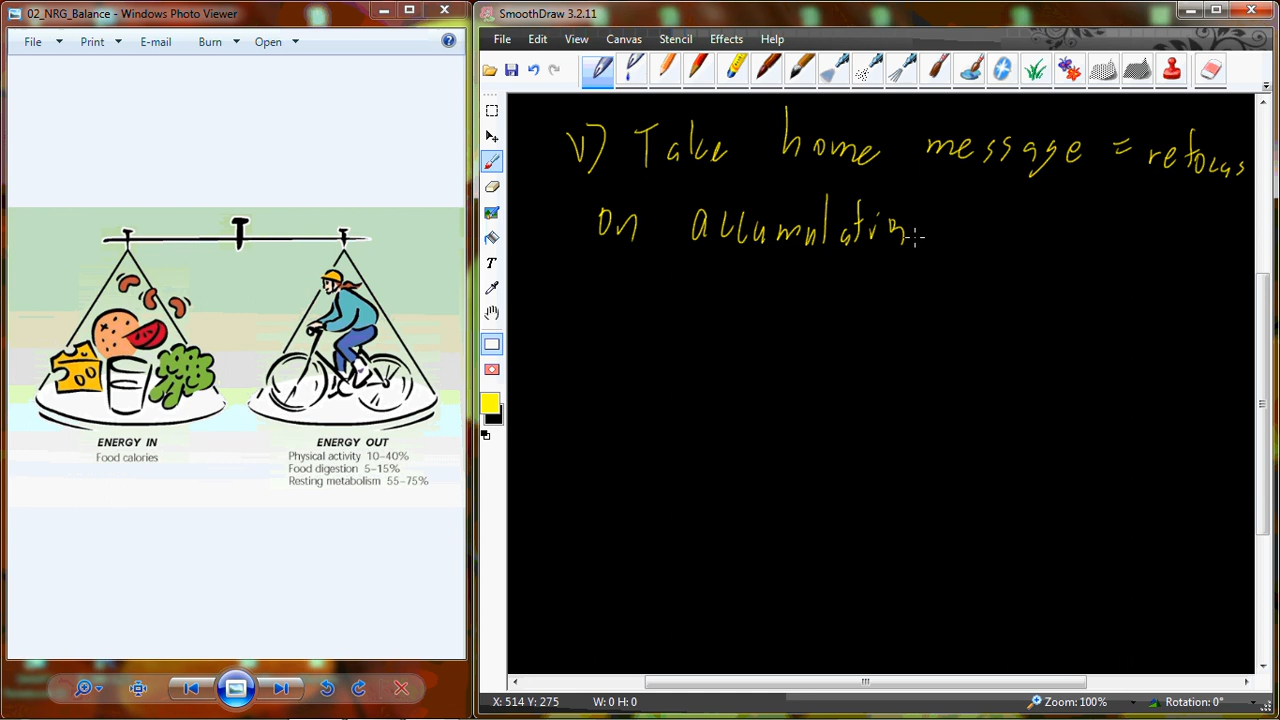 02_NRG_Balance - Windows Photo Viewer
File Print E-mail Burn Open
ENERGY IN
Food calories
ENERGY OUT
Physical activity 10–40%
Food digestion 5–15%
Resting metabolism 55–75%
SmoothDraw 3.2.11
File Edit View Canvas Stencil Effects Help
V) Take home message = refocus
on accumulation
X: 514 Y: 275 W: 0 H: 0 Zoom: 100% Rotation: 0°